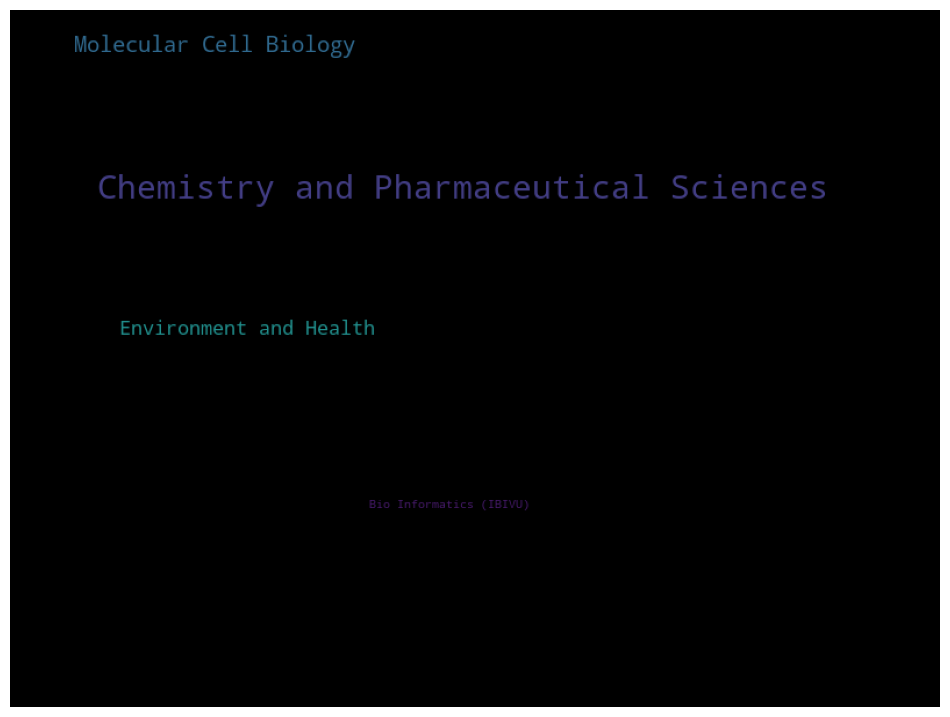 Molecular Cell Biology
Chemistry and Pharmaceutical Sciences
Environment and Health
Bio Informatics (IBIVU)